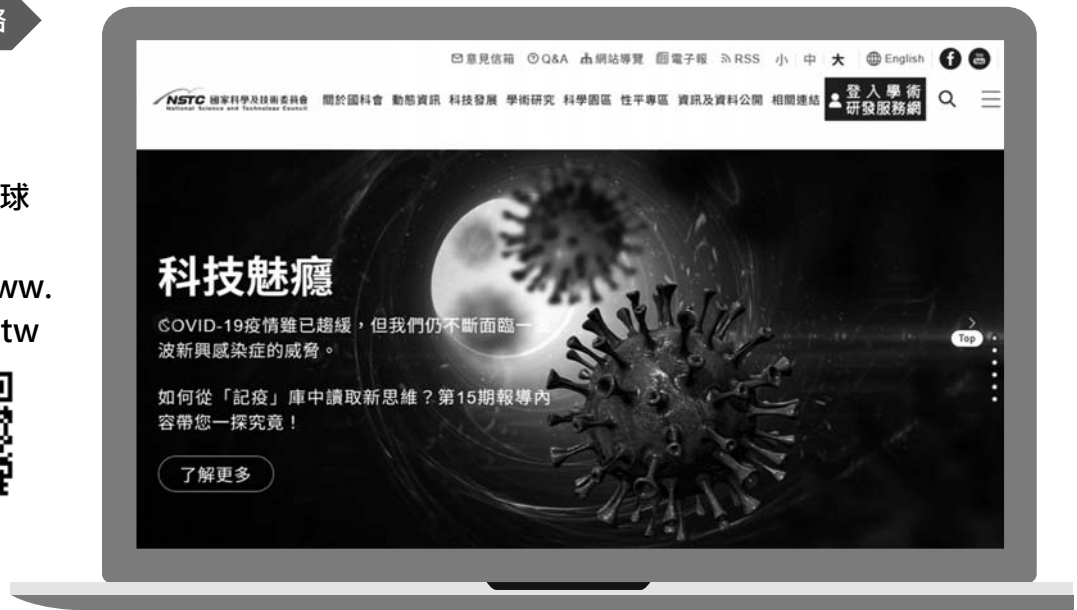 絡
球
ww.
tw
意見信箱 Q&A 網站導覽 電子報 RSS 小 中 大 English
NSTC 國家科學及技術委員會 關於國科會 動態資訊 科技發展 學術研究 科學園區 性平專區 資訊及資料公開 相關連結 登入學術
National Science and Technology Council 研發服務網
科技魅癮
COVID-19疫情雖已趨緩，但我們仍不斷面臨一波
波新興感染症的威脅。
Top
如何從「記疫」庫中讀取新思維？第15期報導內
容帶您一探究竟！
了解更多